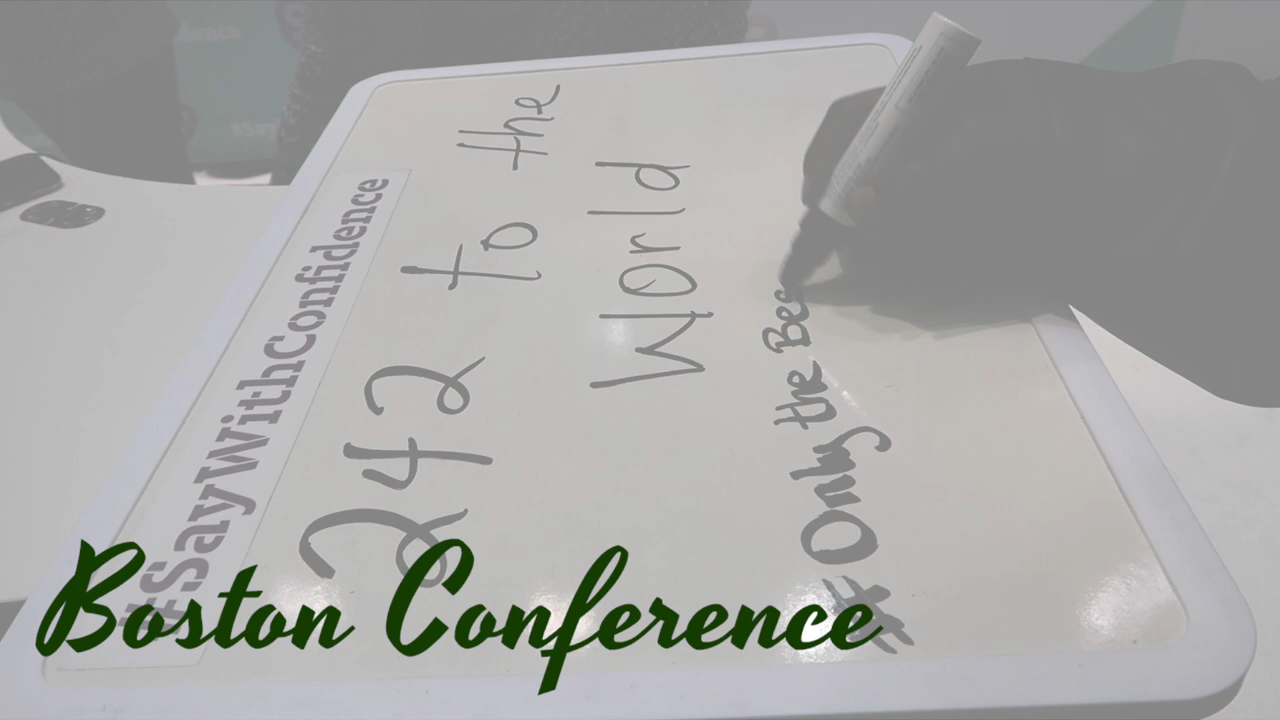 #SayWithConfidence
242 to the
World
#Only the Bes
Boston Conference